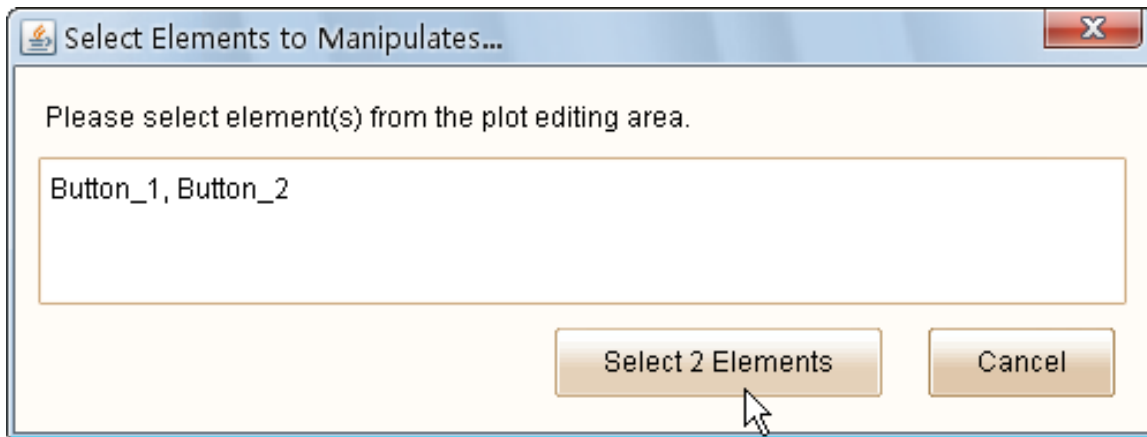 Select Elements to Manipulates...
Please select element(s) from the plot editing area.
Button_1, Button_2
Select 2 Elements
Cancel